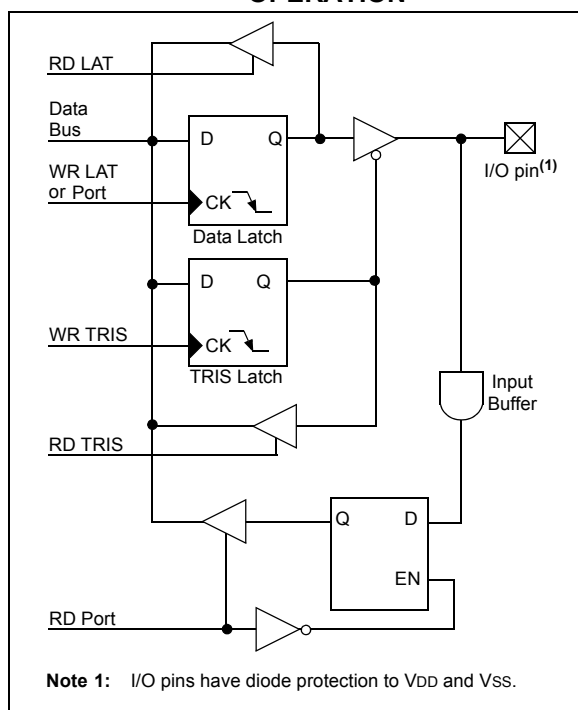 OPERATION
RD LAT
Data
Bus
WR LAT
or Port
D Q
CK
Data Latch
I/O pin(1)
D Q
CK
TRIS Latch
WR TRIS
Input
Buffer
RD TRIS
Q D
EN
RD Port
Note 1: I/O pins have diode protection to VDD and VSS.